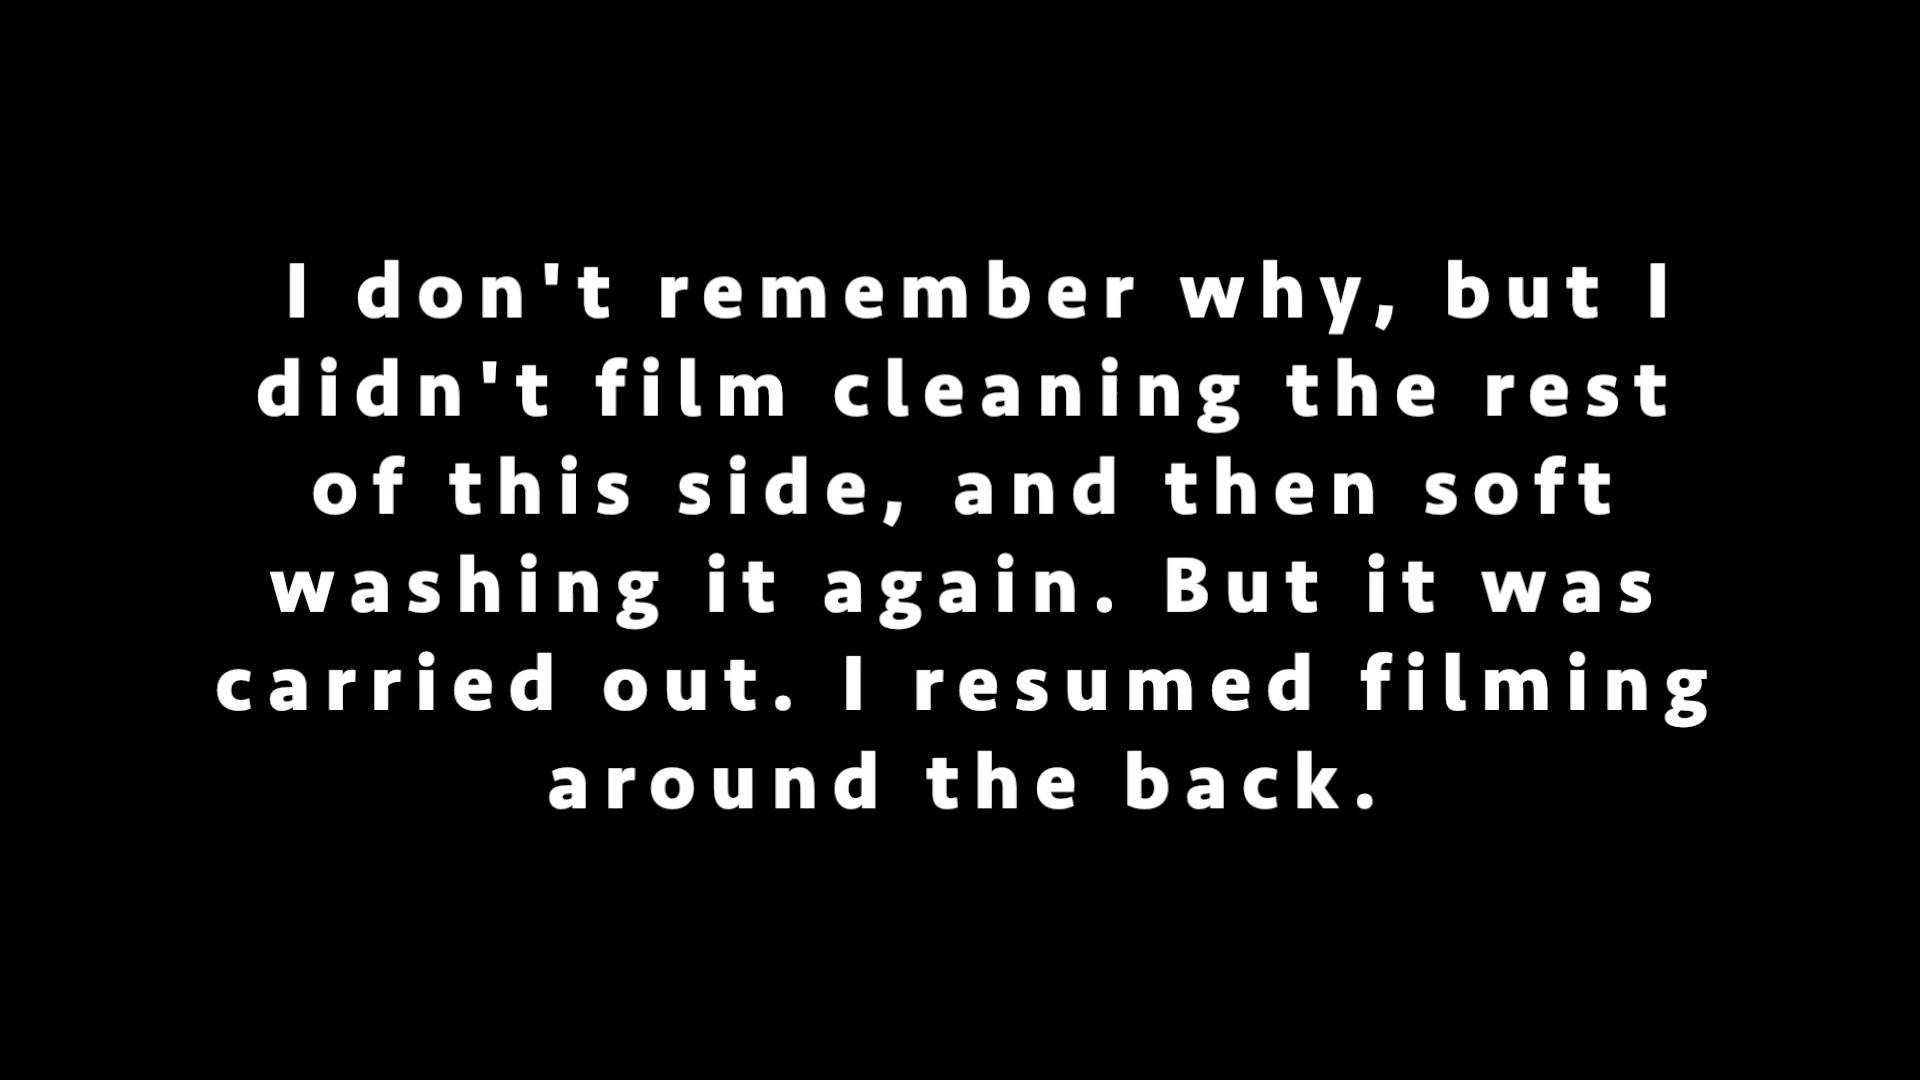 I don't remember why, but I
didn't film cleaning the rest
of this side, and then soft
washing it again. But it was
carried out. I resumed filming
around the back.